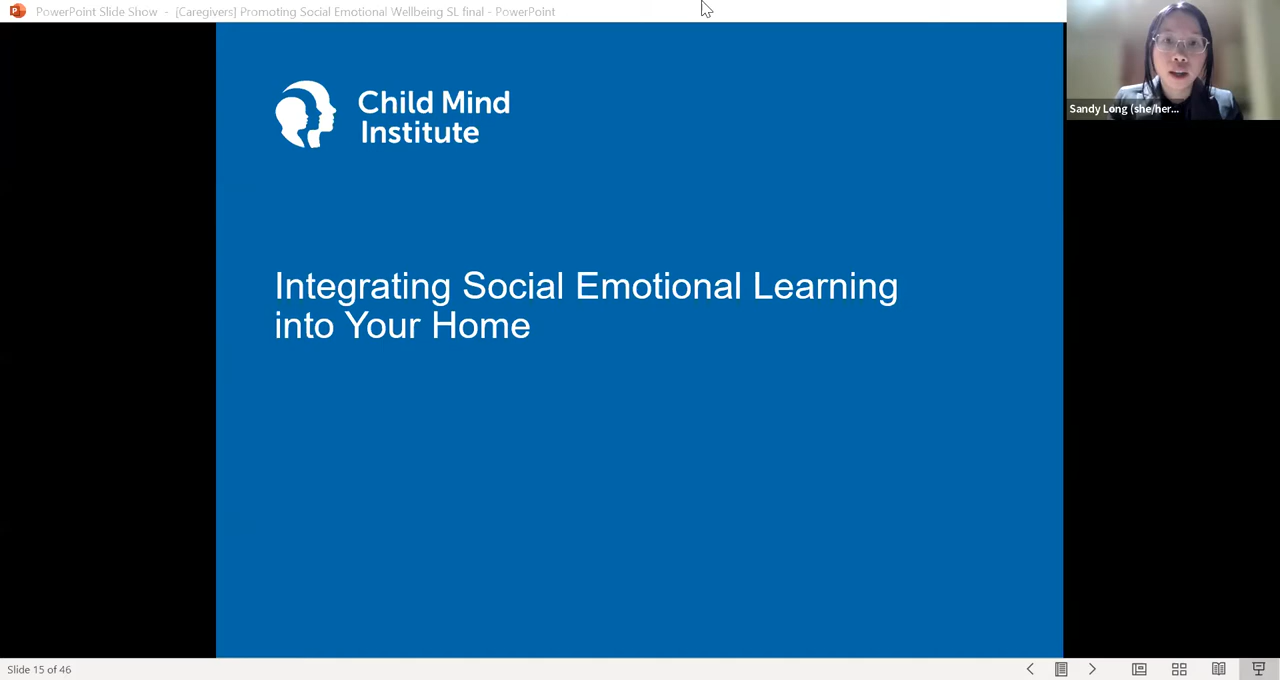 PowerPoint Slide Show - [Caregivers] Promoting Social Emotional Wellbeing SL final - PowerPoint
Child Mind
Institute
Sandy Long (she/her...
Integrating Social Emotional Learning
into Your Home
Slide 15 of 46